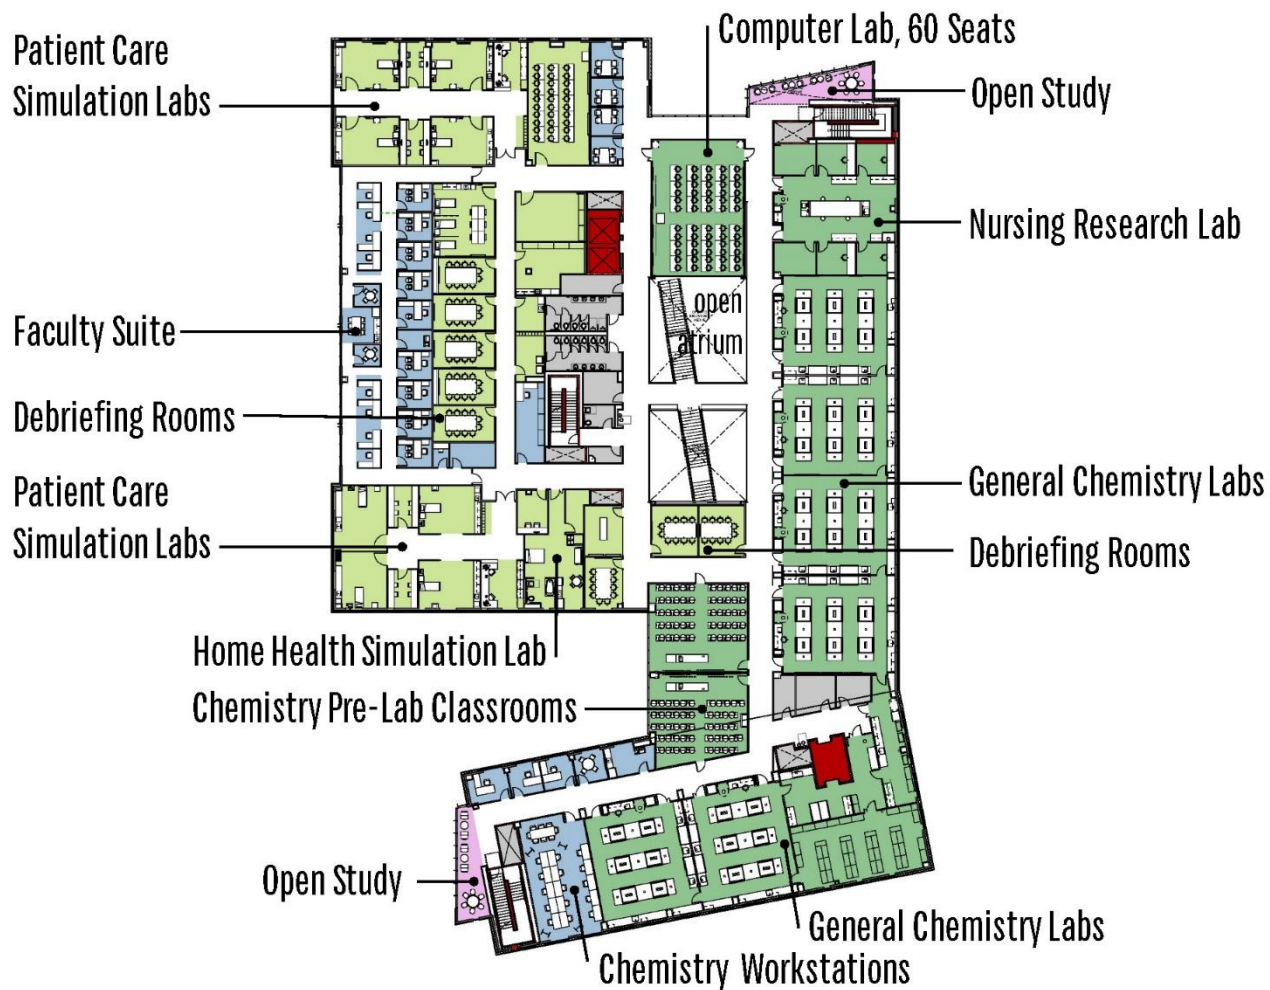 Computer Lab, 60 Seats
Patient Care
Simulation Labs
Open Study
Nursing Research Lab
open
atrium
Faculty Suite
Debriefing Rooms
Patient Care
Simulation Labs
General Chemistry Labs
Debriefing Rooms
Home Health Simulation Lab
Chemistry Pre-Lab Classrooms
Open Study
General Chemistry Labs
Chemistry Workstations